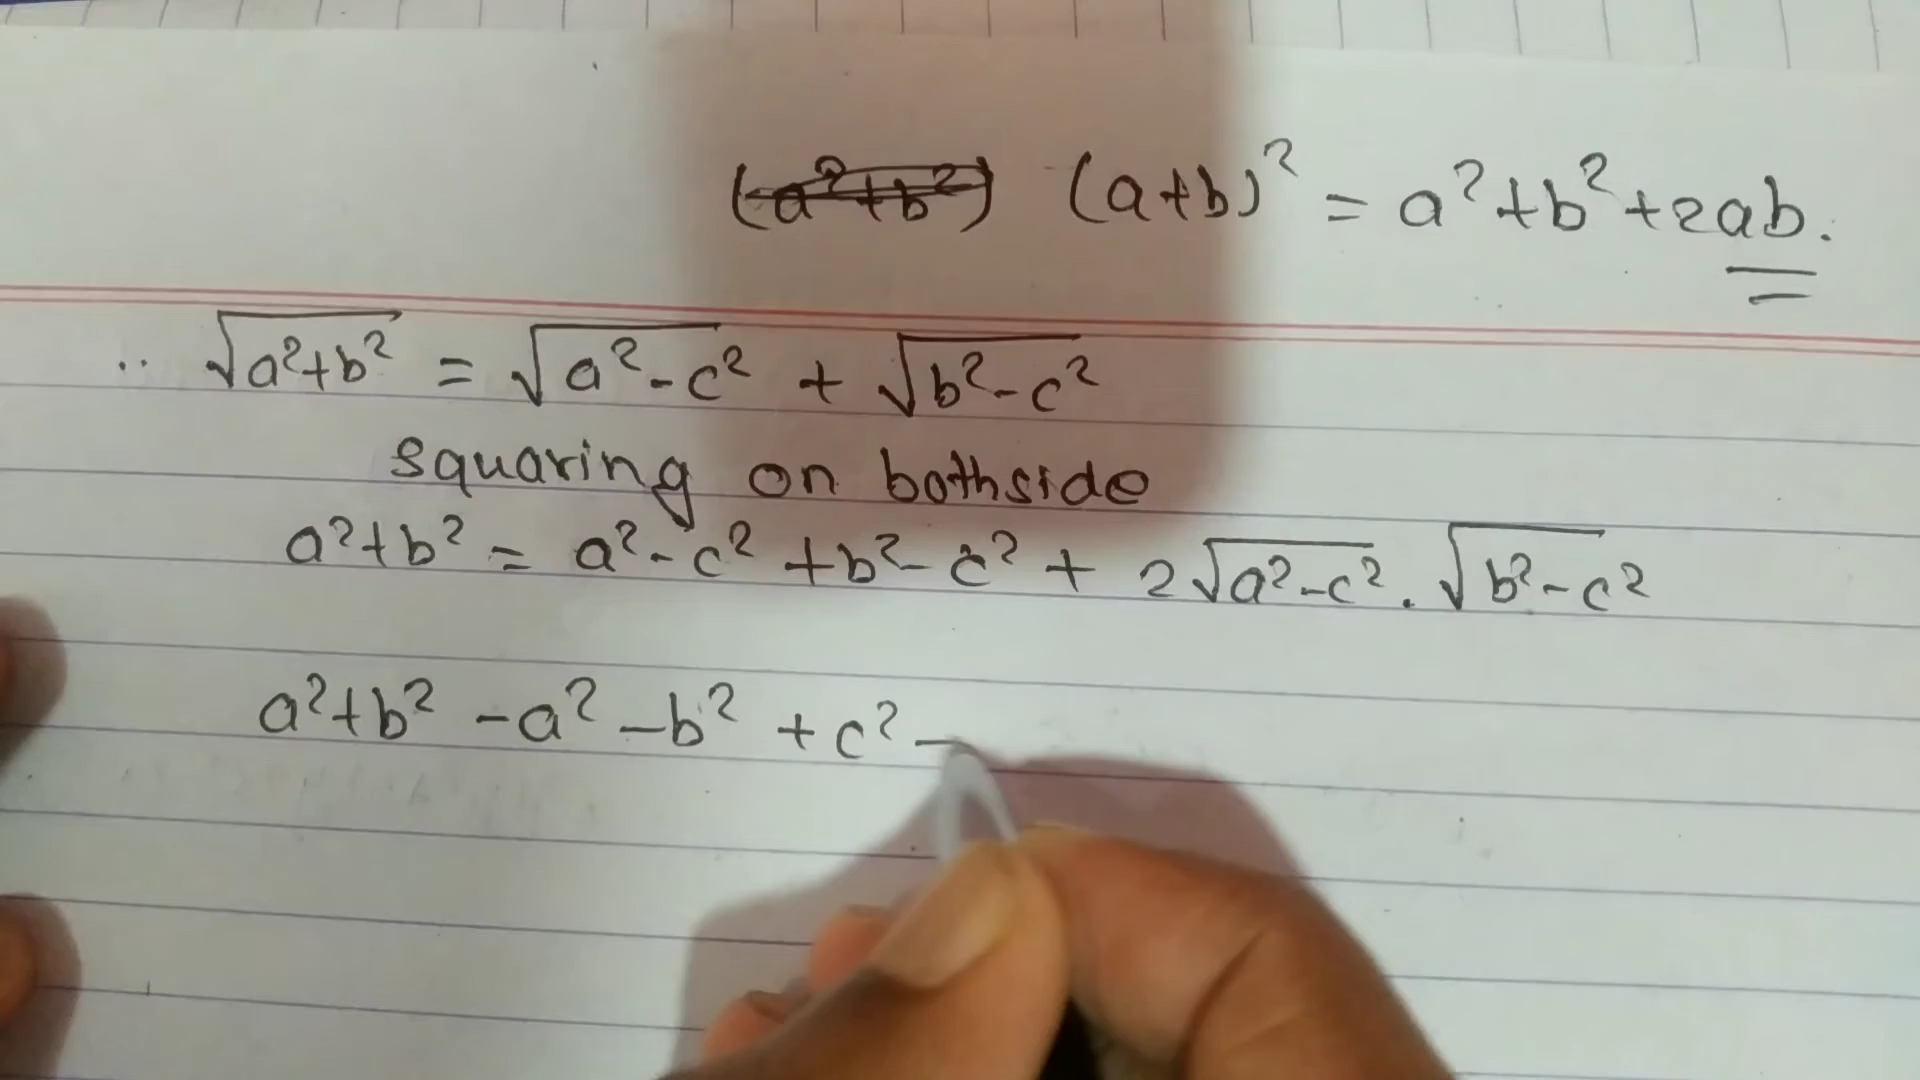 (a²+b²) (a+b)² = a²+b²+2ab.
∵ √a²+b² = √a²-c² + √b²-c²
squaring on bothside
a²+b² = a²-c² +b²-c² + 2√a²-c² . √b²-c²
a²+b² -a² -b² +c² -